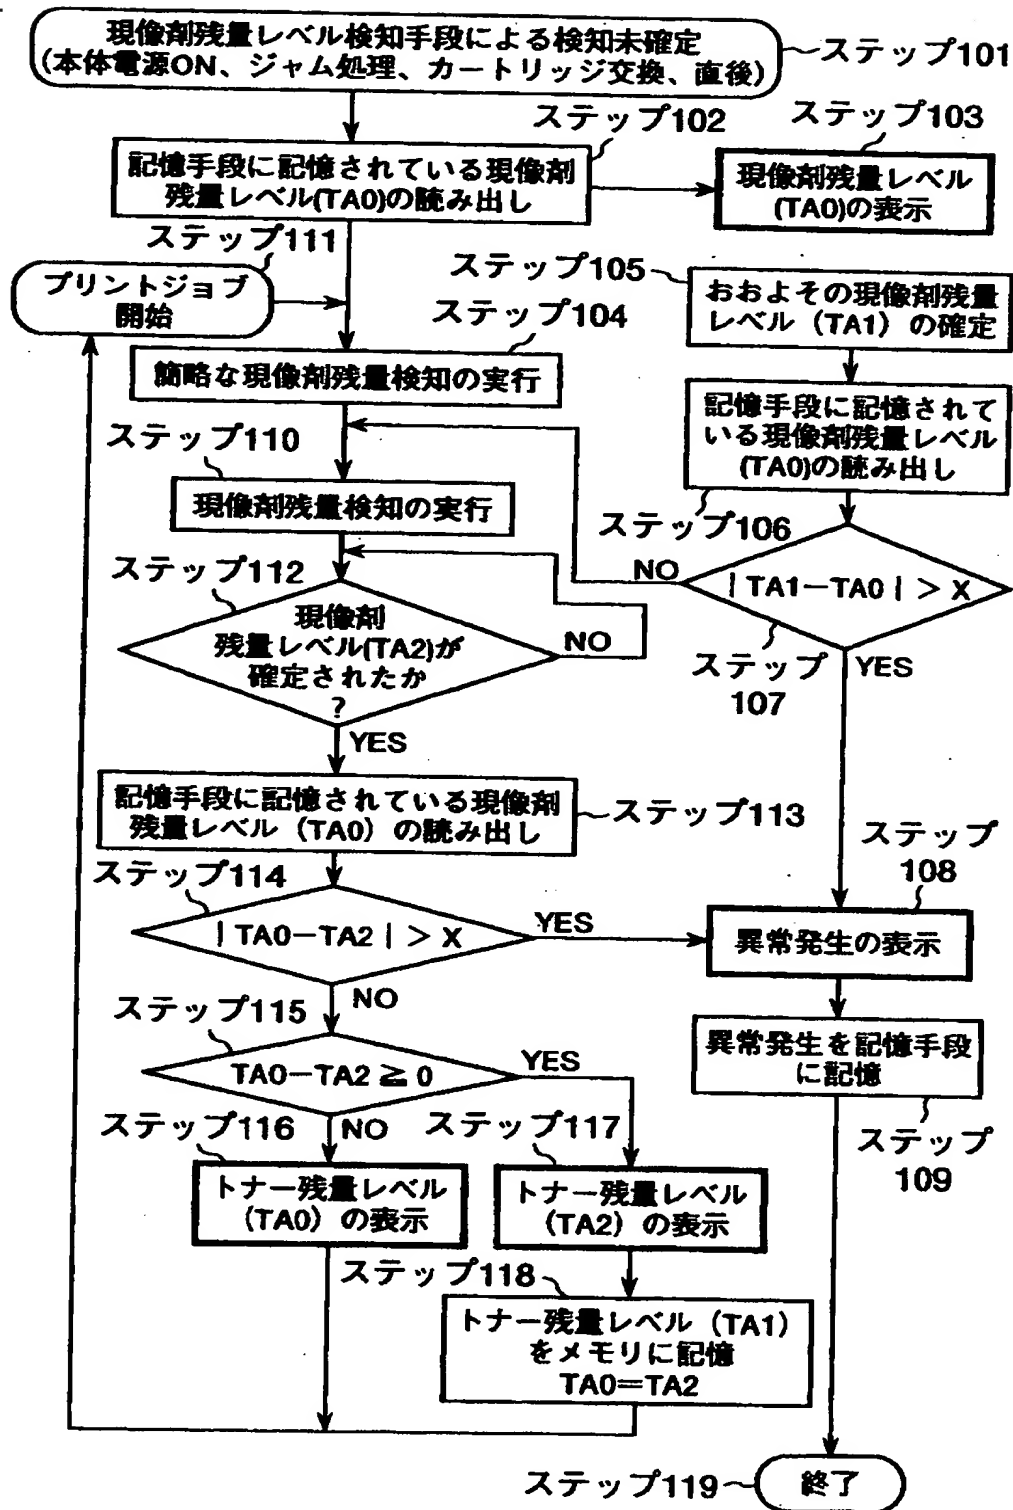 現像剤残量レベル検知手段による検知未確定
(本体電源ON、ジャム処理、カートリッジ交換、直後)
ステップ101
ステップ102
ステップ103
記憶手段に記憶されている現像剤
残量レベル(TA0)の読み出し
現像剤残量レベル
(TA0)の表示
ステップ111
プリントジョブ
開始
ステップ105
おおよその現像剤残量
レベル(TA1)の確定
ステップ104
簡略な現像剤残量検知の実行
記憶手段に記憶されて
いる現像剤残量レベル
(TA0)の読み出し
ステップ110
現像剤残量検知の実行
ステップ106
ステップ112
NO
|TA1-TA0|>X
現像剤
残量レベル(TA2)が
確定されたか
?
NO
ステップ
107
YES
YES
記憶手段に記憶されている現像剤
残量レベル(TA0)の読み出し
ステップ113
ステップ114
|TA0-TA2|>X
YES
ステップ
108
異常発生の表示
NO
ステップ115
TA0-TA2≧0
YES
異常発生を記憶手段
に記憶
ステップ116
NO
ステップ117
ステップ
109
トナー残量レベル
(TA0)の表示
トナー残量レベル
(TA2)の表示
ステップ118
トナー残量レベル(TA1)
をメモリに記憶
TA0=TA2
ステップ119
終了